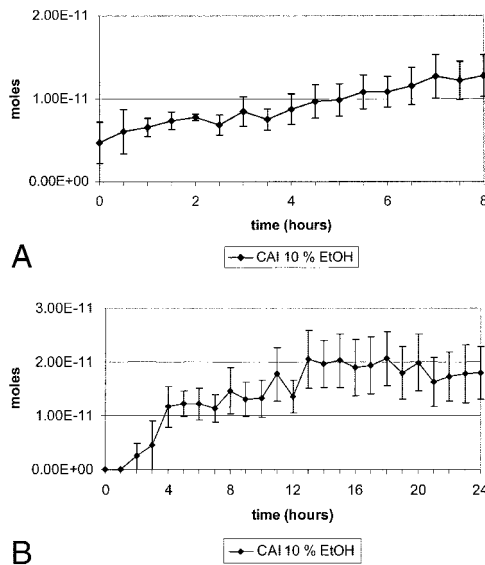 2.00E-11
1.00E-11
0.00E+00
moles
0 2 4 6 8
time (hours)
A
CAI 10 % EtOH
3.00E-11
2.00E-11
1.00E-11
0.00E+00
moles
0 4 8 12 16 20 24
time (hours)
B
CAI 10 % EtOH